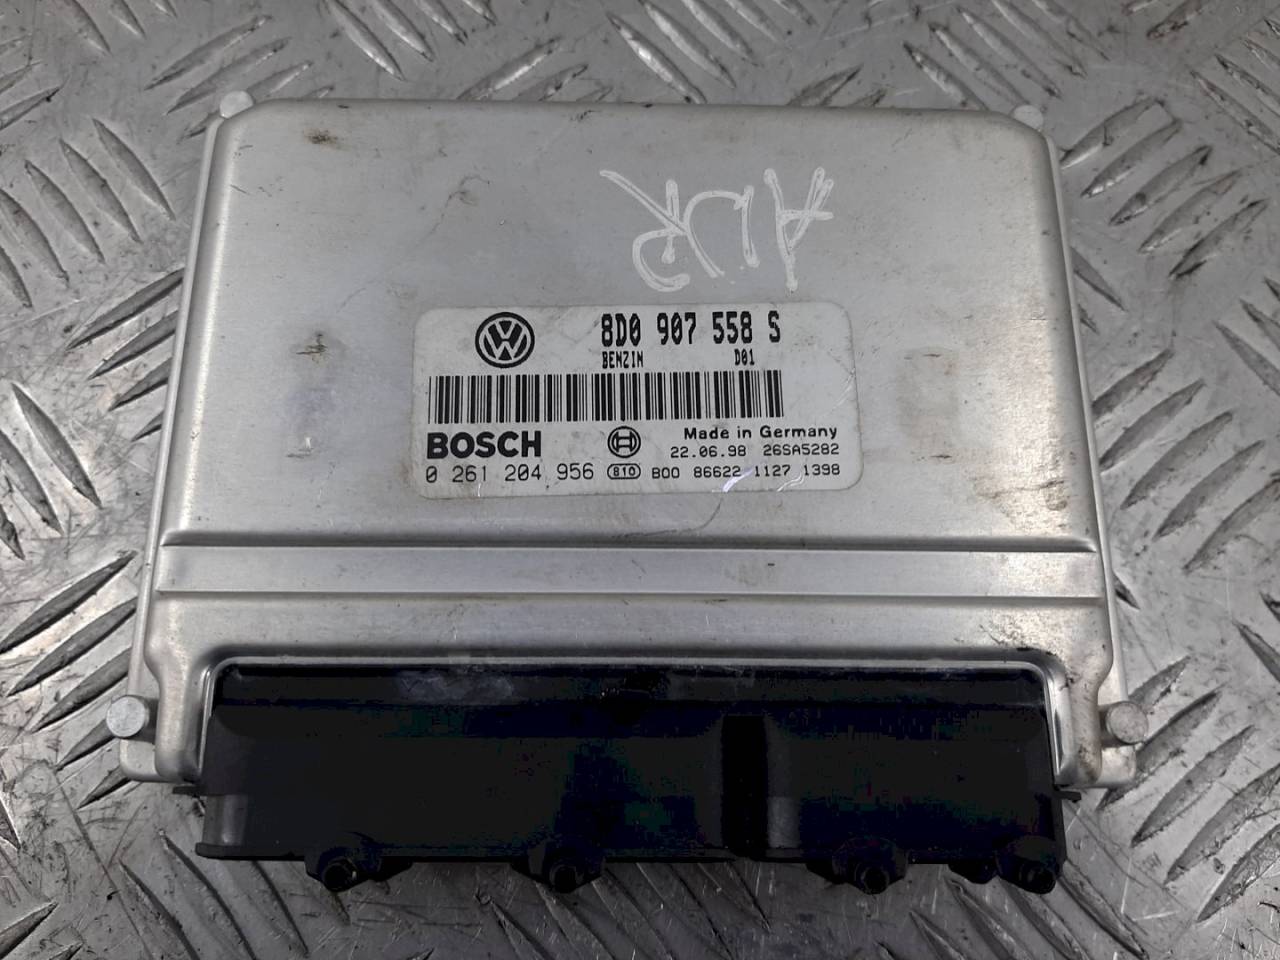 8D0 907 558 S
BENZIN D01
BOSCH Made in Germany
22.06.98 26SA5282
0 261 204 956 810 B00 86622 1127 1398